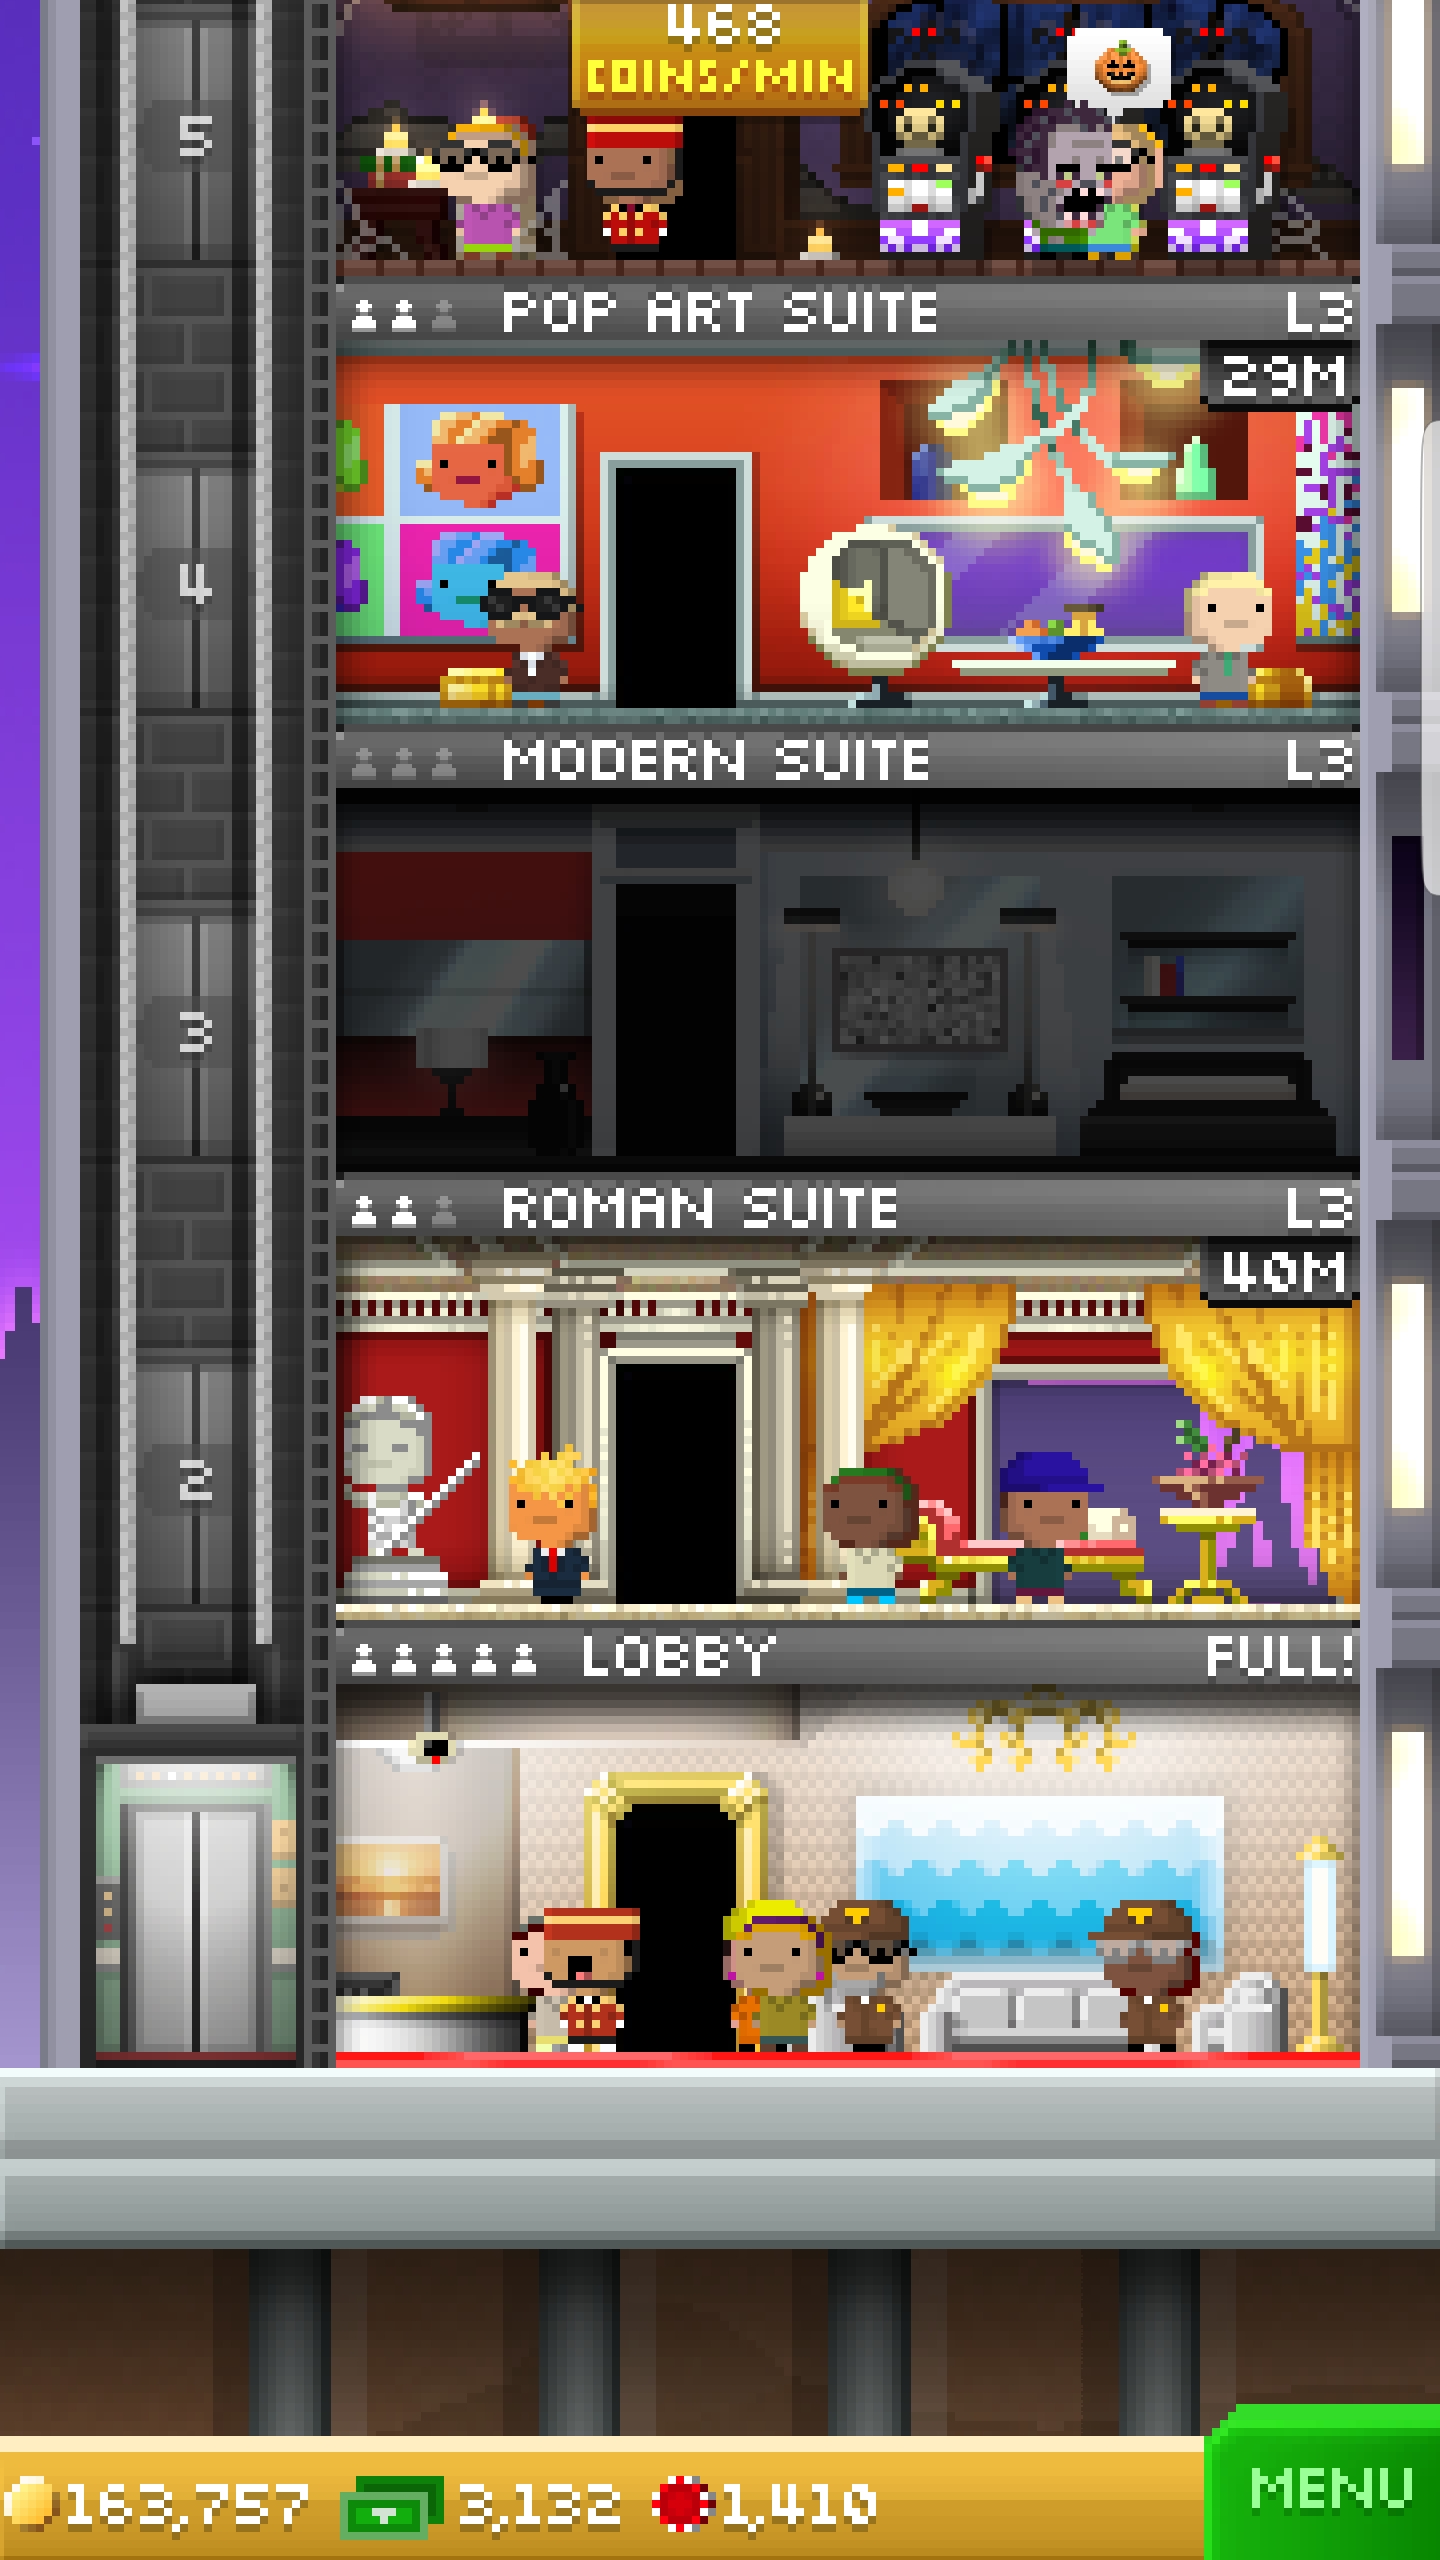 468
COINS/MIN
5
POP ART SUITE L3
29M
4
MODERN SUITE L3
3
ROMAN SUITE L3
40M
2
LOBBY FULL!
163,757 3,132 1,410 MENU